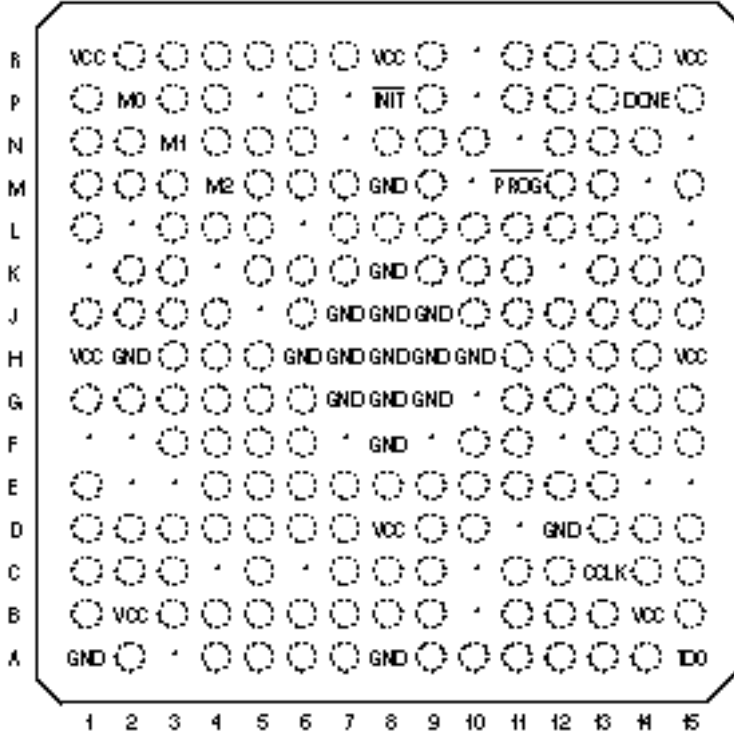 R VCC VCC VCC
P M0 INIT DONE
N M1
M M2 GND PROG
L
K GND
J GND GND GND
H VCC GND GND GND GND GND GND VCC
G GND GND GND
F GND
E
D VCC GND
C CCLK
B VCC VCC
A GND GND TDO
1 2 3 4 5 6 7 8 9 10 11 12 13 14 15